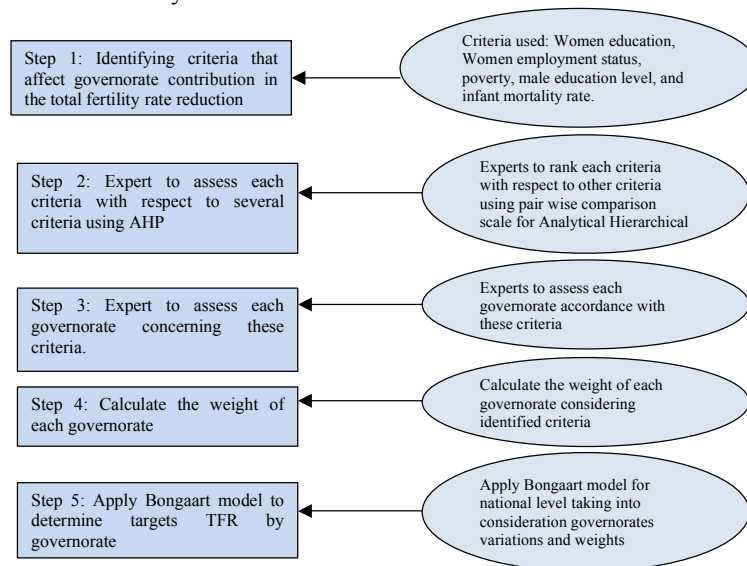 Step 1: Identifying criteria that
affect governorate contribution in
the total fertility rate reduction
Criteria used: Women education,
Women employment status,
poverty, male education level, and
infant mortality rate.
Step 2: Expert to assess each
criteria with respect to several
criteria using AHP
Experts to rank each criteria
with respect to other criteria
using pair wise comparison
scale for Analytical Hierarchical
Step 3: Expert to assess each
governorate concerning these
criteria.
Experts to assess each
governorate accordance with
these criteria
Step 4: Calculate the weight of
each governorate
Calculate the weight of each
governorate considering
identified criteria
Step 5: Apply Bongaart model to
determine targets TFR by
governorate
Apply Bongaart model for
national level taking into
consideration governorates
variations and weights